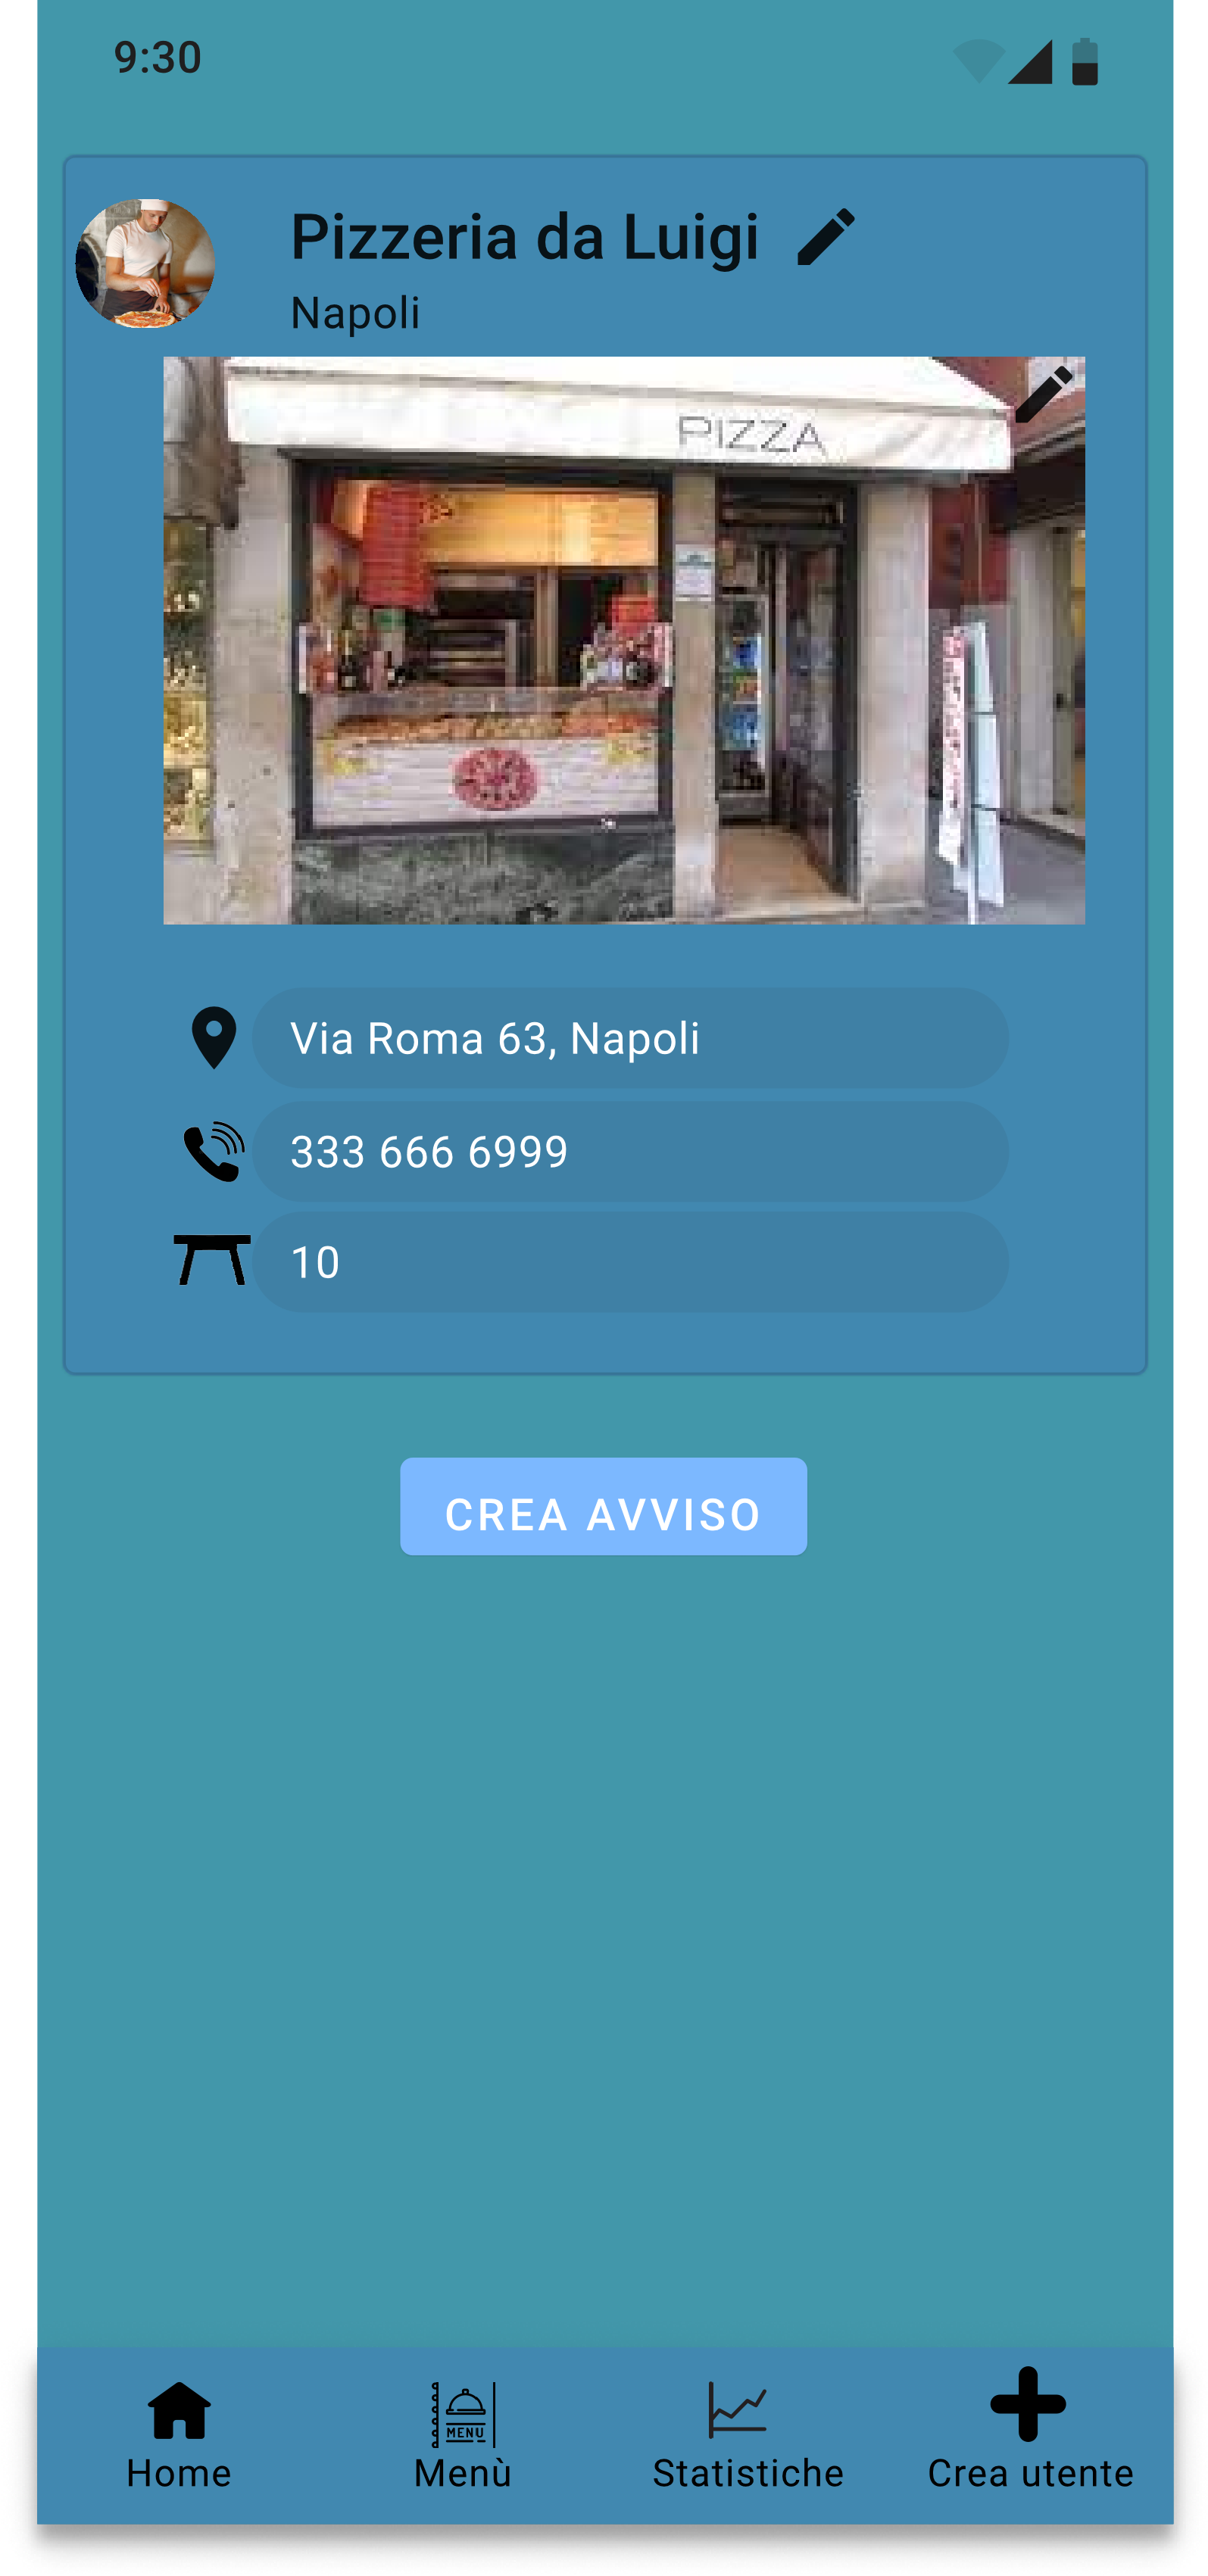 9:30
Pizzeria da Luigi
Napoli
PIZZA
Via Roma 63, Napoli
333 666 6999
10
CREA AVVISO
MENU
Home
Menù
Statistiche
Crea utente